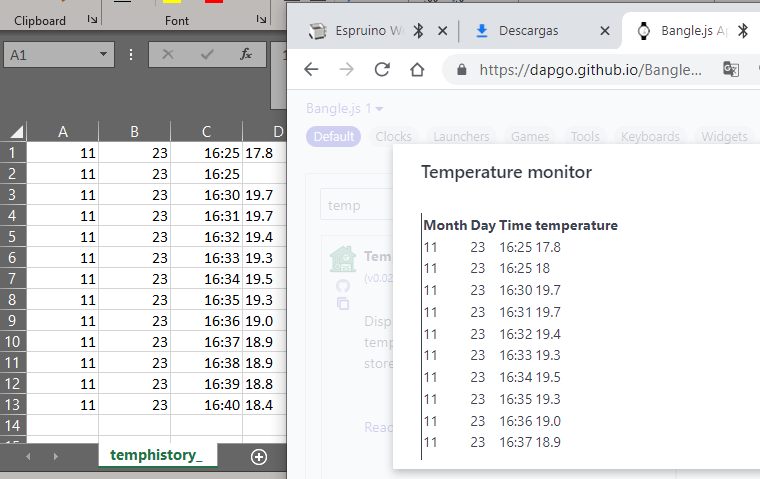 Clipboard
Font
A1
fx
A B C D
1 11 23 16:25 17.8
2 11 23 16:25
3 11 23 16:30 19.7
4 11 23 16:31 19.7
5 11 23 16:32 19.4
6 11 23 16:33 19.3
7 11 23 16:34 19.5
8 11 23 16:35 19.3
9 11 23 16:36 19.0
10 11 23 16:37 18.9
11 11 23 16:38 18.9
12 11 23 16:39 18.8
13 11 23 16:40 18.4
14
temphistory_
Espruino W
Descargas
Bangle.js Ap
https://dapgo.github.io/Bangle...
Bangle.js 1
Default Clocks Launchers Games Tools Keyboards Widgets
temp
Tem
(v0.02
Disp
temp
store
Read
Temperature monitor
Month Day Time temperature
11 23 16:25 17.8
11 23 16:25 18
11 23 16:30 19.7
11 23 16:31 19.7
11 23 16:32 19.4
11 23 16:33 19.3
11 23 16:34 19.5
11 23 16:35 19.3
11 23 16:36 19.0
11 23 16:37 18.9